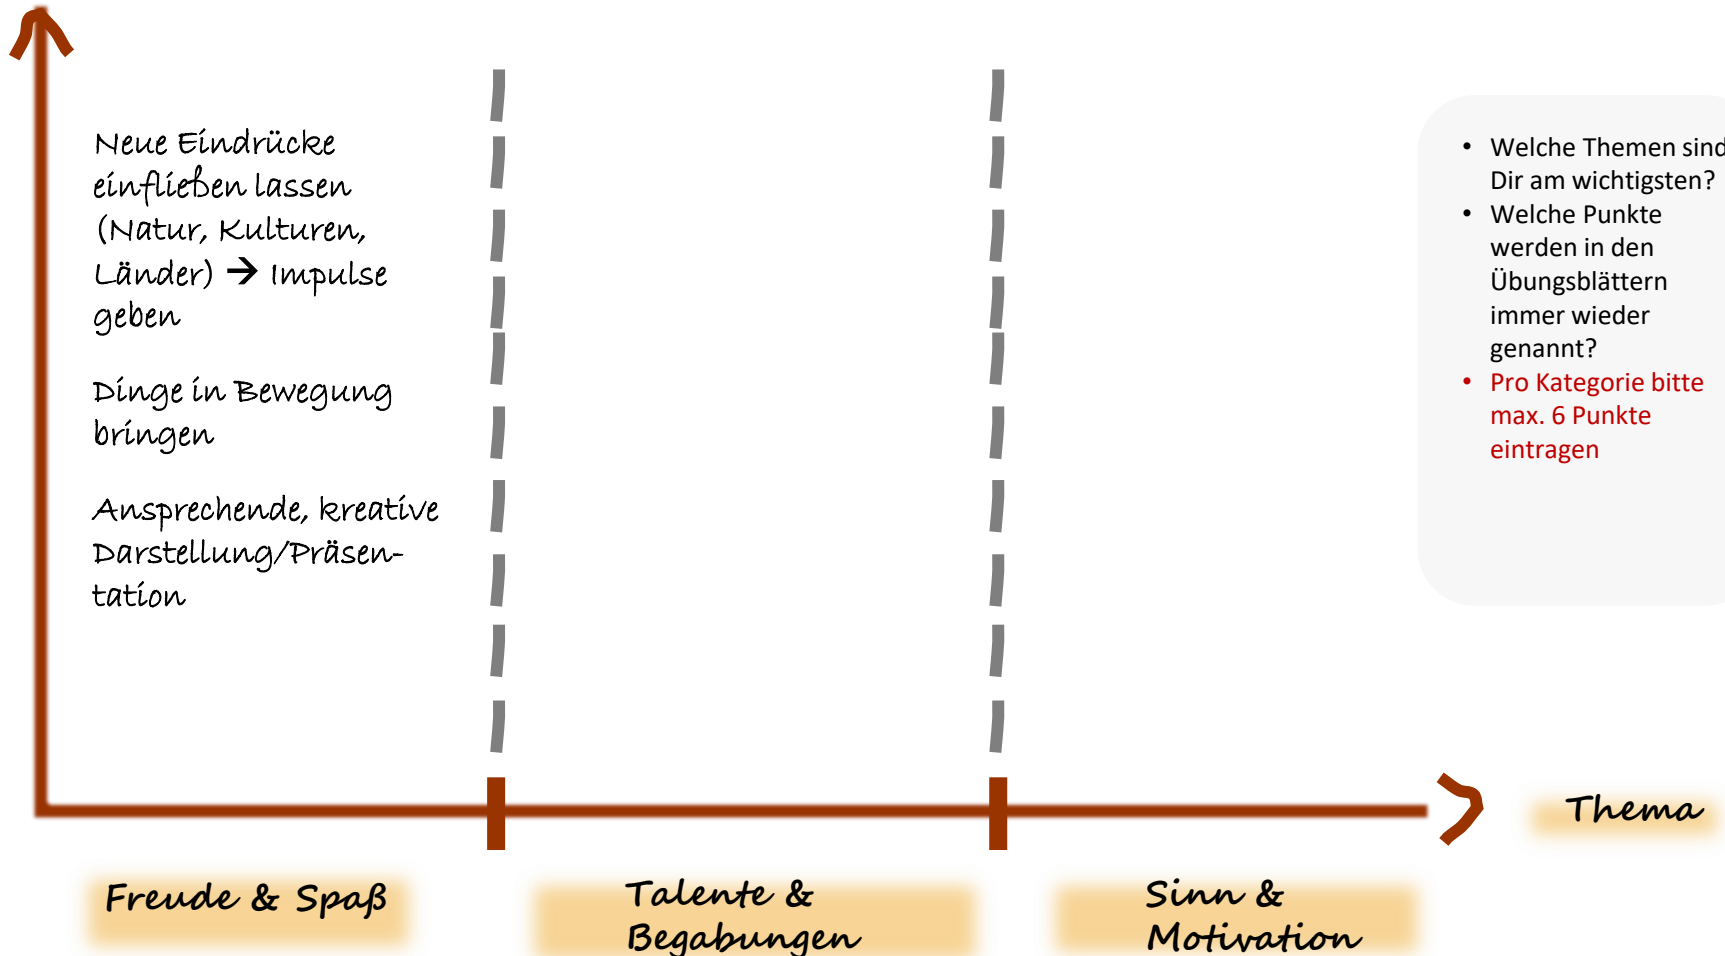 Neue Eindrücke
einfließen lassen
(Natur, Kulturen,
Länder) → Impulse
geben
Dinge in Bewegung
bringen
Ansprechende, kreative
Darstellung/Präsen-
tation
• Welche Themen sind
Dir am wichtigsten?
• Welche Punkte
werden in den
Übungsblättern
immer wieder
genannt?
• Pro Kategorie bitte
max. 6 Punkte
eintragen
Thema
Freude & Spaß
Talente &
Begabungen
Sinn &
Motivation